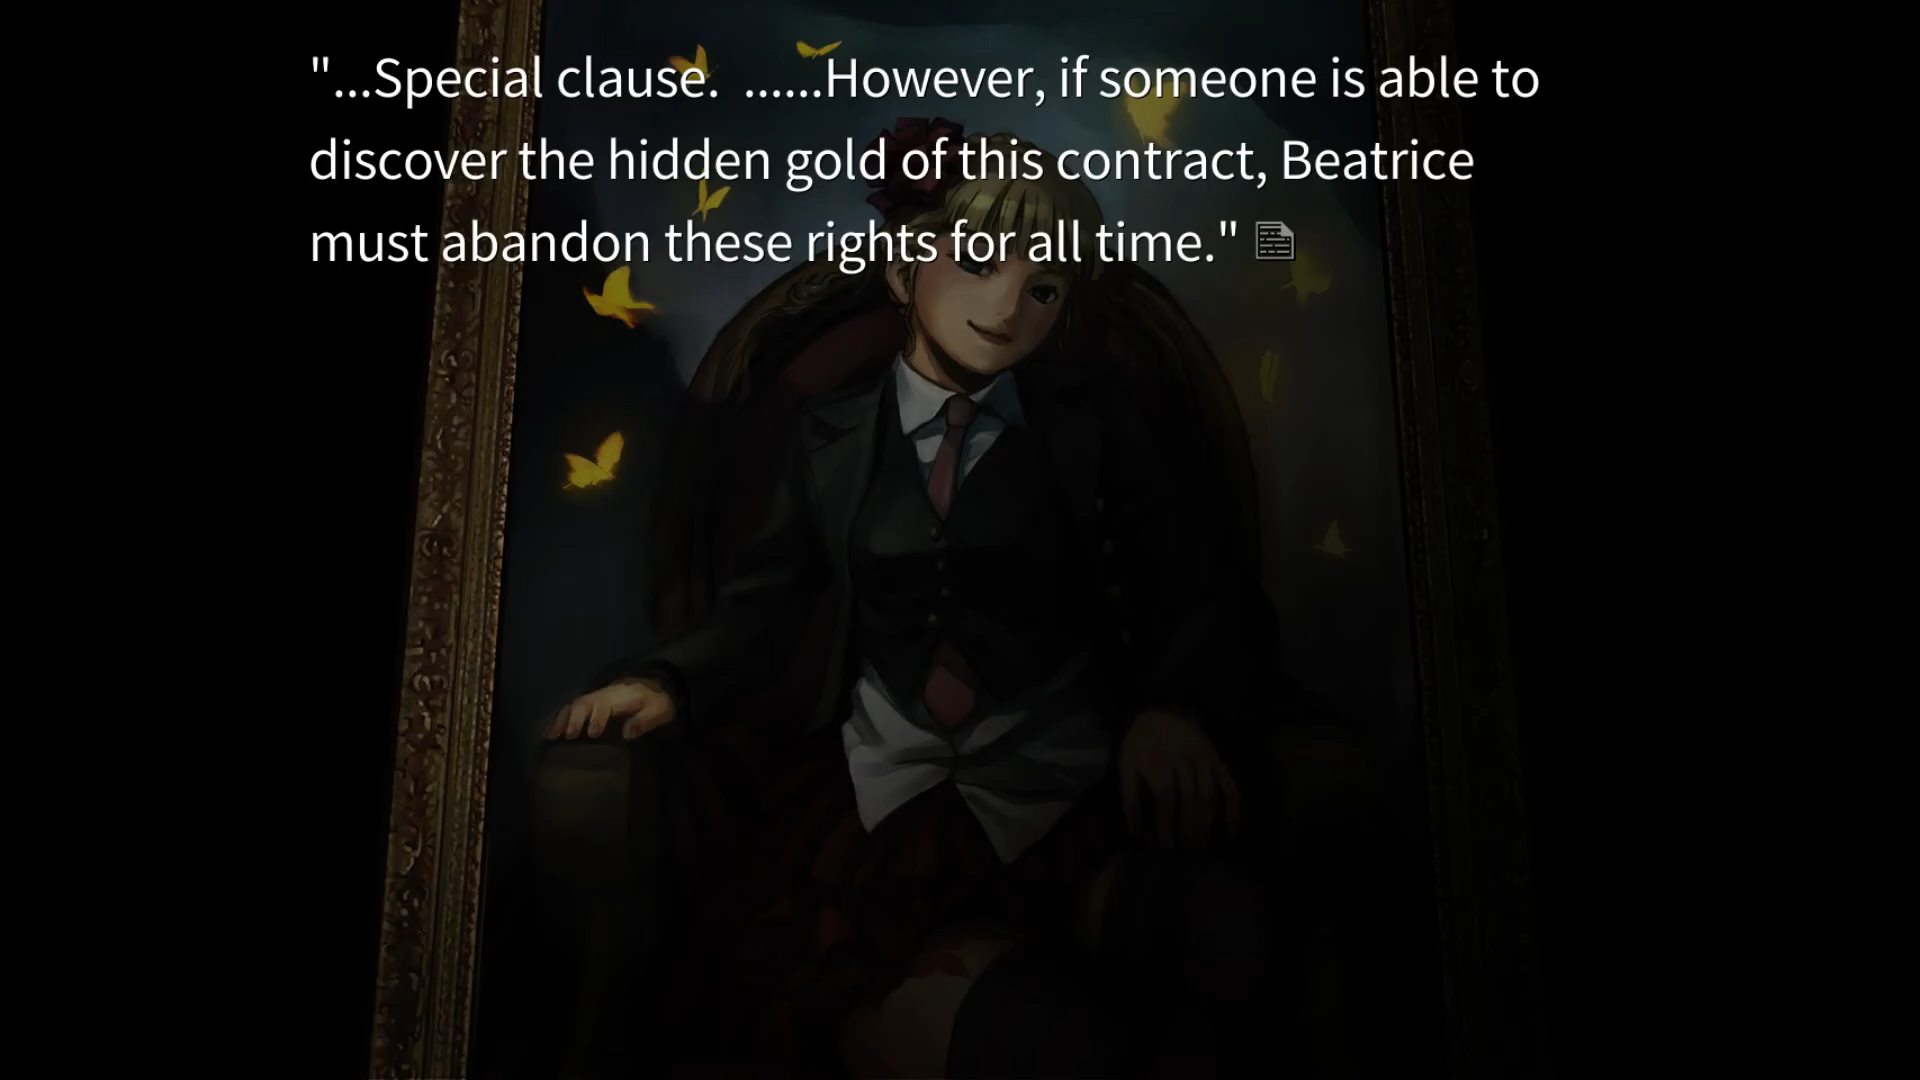 "...Special clause.  ......However, if someone is able to
discover the hidden gold of this contract, Beatrice
must abandon these rights for all time."